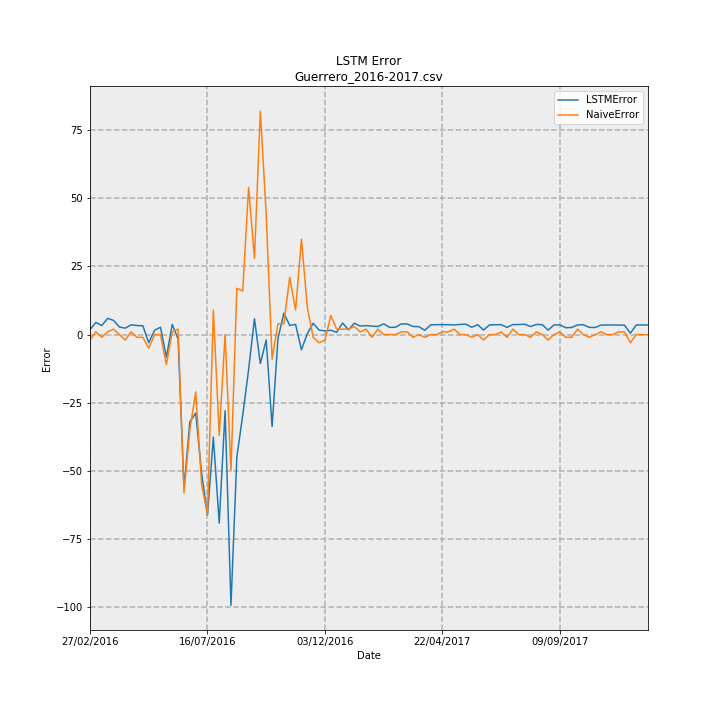 LSTM Error
Guerrero_2016-2017.csv
LSTMError
NaiveError
75
50
25
0
−25
−50
−75
−100
Error
27/02/2016
16/07/2016
03/12/2016
22/04/2017
09/09/2017
Date